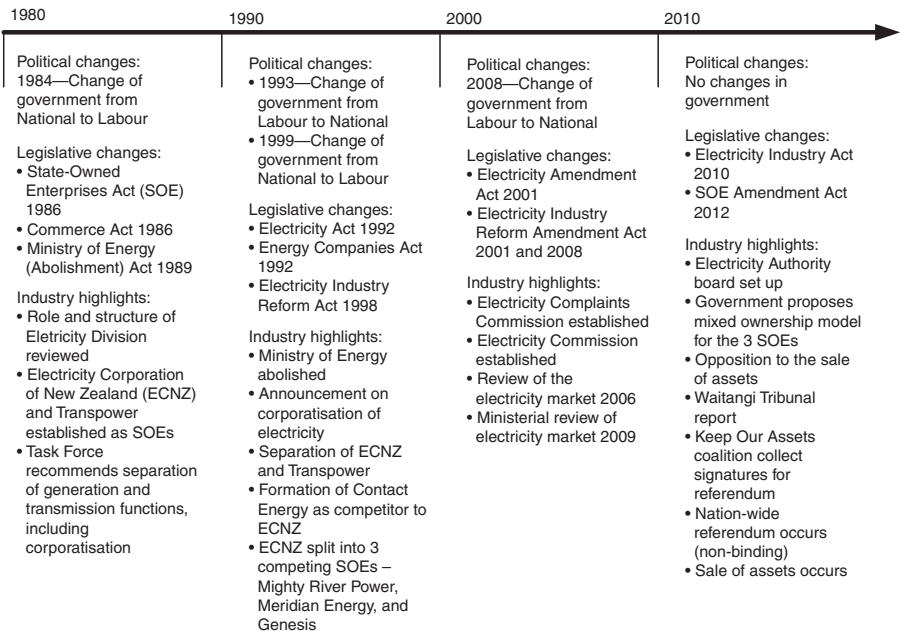 1980
1990
2000
2010
Political changes:
1984—Change of
government from
National to Labour
Legislative changes:
• State-Owned
Enterprises Act (SOE)
1986
• Commerce Act 1986
• Ministry of Energy
(Abolishment) Act 1989
Industry highlights:
• Role and structure of
Eletricity Division
reviewed
• Electricity Corporation
of New Zealand (ECNZ)
and Transpower
established as SOEs
• Task Force
recommends separation
of generation and
transmission functions,
including
corporatisation
Political changes:
• 1993—Change of
government from
Labour to National
• 1999—Change of
government from
National to Labour
Legislative changes:
• Electricity Act 1992
• Energy Companies Act
1992
• Electricity Industry
Reform Act 1998
Industry highlights:
• Ministry of Energy
abolished
• Announcement on
corporatisation of
electricity
• Separation of ECNZ
and Transpower
• Formation of Contact
Energy as competitor to
ECNZ
• ECNZ split into 3
competing SOEs –
Mighty River Power,
Meridian Energy, and
Genesis
Political changes:
2008—Change of
government from
Labour to National
Legislative changes:
• Electricity Amendment
Act 2001
• Electricity Industry
Reform Amendment Act
2001 and 2008
Industry highlights:
• Electricity Complaints
Commission established
• Electricity Commission
established
• Review of the
electricity market 2006
• Ministerial review of
electricity market 2009
Political changes:
No changes in
government
Legislative changes:
• Electricity Industry Act
2010
• SOE Amendment Act
2012
Industry highlights:
• Electricity Authority
board set up
• Government proposes
mixed ownership model
for the 3 SOEs
• Opposition to the sale
of assets
• Waitangi Tribunal
report
• Keep Our Assets
coalition collect
signatures for
referendum
• Nation-wide
referendum occurs
(non-binding)
• Sale of assets occurs